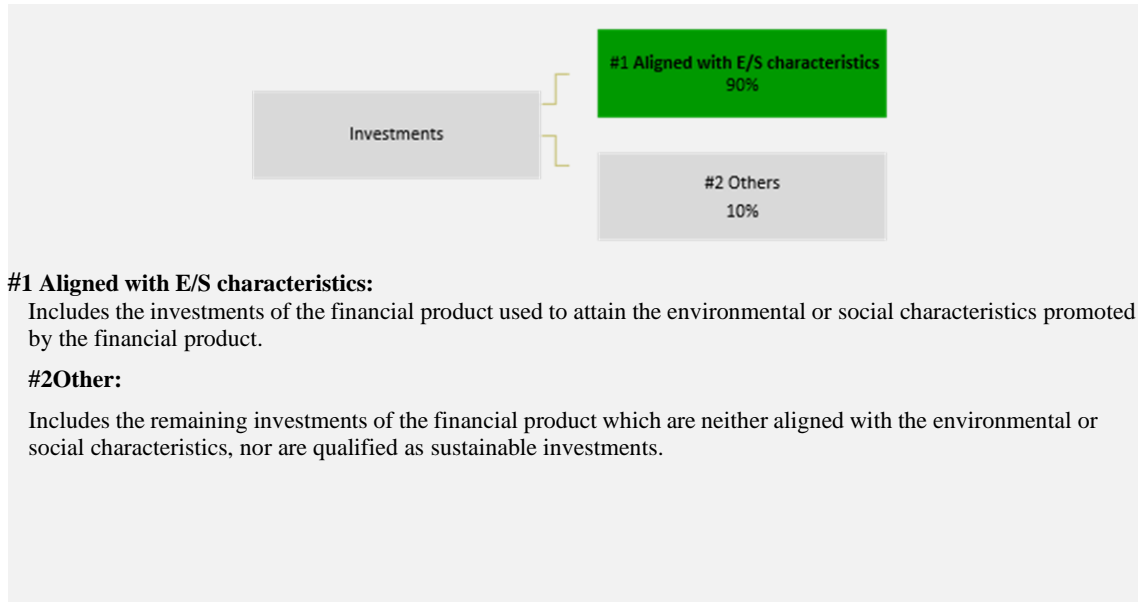 #1 Aligned with E/S characteristics
90%
Investments
#2 Others
10%
#1 Aligned with E/S characteristics:
Includes the investments of the financial product used to attain the environmental or social characteristics promoted
by the financial product.
#2Other:
Includes the remaining investments of the financial product which are neither aligned with the environmental or
social characteristics, nor are qualified as sustainable investments.